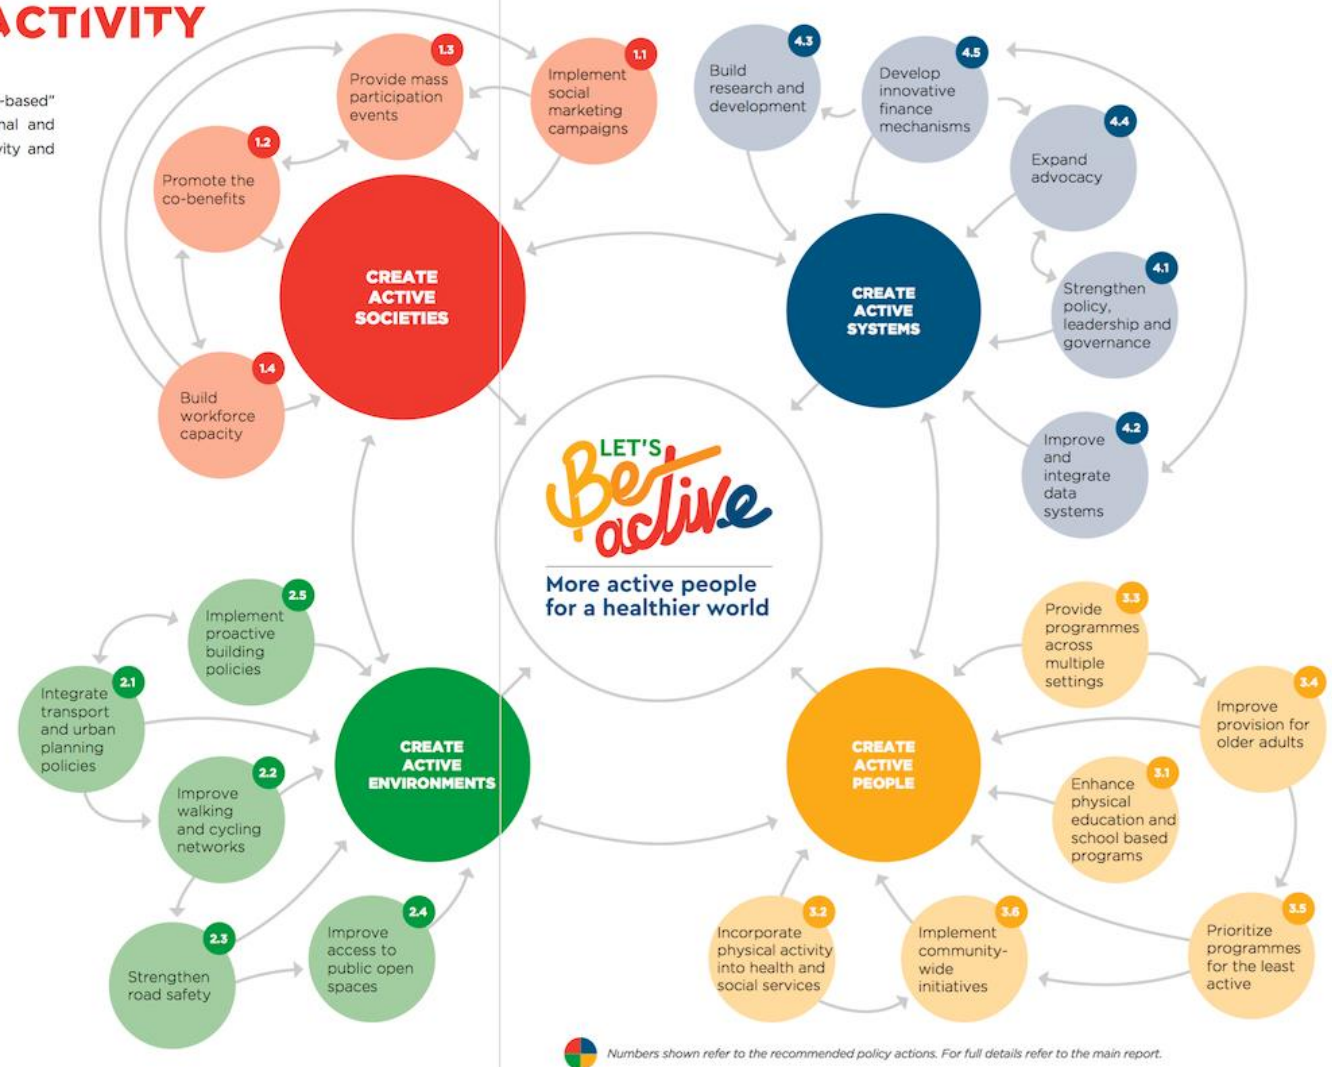 ACTIVITY
-based"
nal and
vity and
1.3
Provide mass
participation
events
1.1
Implement
social
marketing
campaigns
1.2
Promote the
co-benefits
CREATE
ACTIVE
SOCIETIES
1.4
Build
workforce
capacity
4.3
Build
research and
development
4.5
Develop
innovative
finance
mechanisms
4.4
Expand
advocacy
4.1
Strengthen
policy,
leadership and
governance
CREATE
ACTIVE
SYSTEMS
4.2
Improve
and
integrate
data
systems
LET'S
Be
active
More active people
for a healthier world
2.5
Implement
proactive
building
policies
2.1
Integrate
transport
and urban
planning
policies
2.2
Improve
walking
and cycling
networks
CREATE
ACTIVE
ENVIRONMENTS
2.3
Strengthen
road safety
2.4
Improve
access to
public open
spaces
3.3
Provide
programmes
across
multiple
settings
3.4
Improve
provision for
older adults
CREATE
ACTIVE
PEOPLE
3.1
Enhance
physical
education and
school based
programs
3.2
Incorporate
physical activity
into health and
social services
3.6
Implement
community-
wide
initiatives
3.5
Prioritize
programmes
for the least
active
Numbers shown refer to the recommended policy actions. For full details refer to the main report.